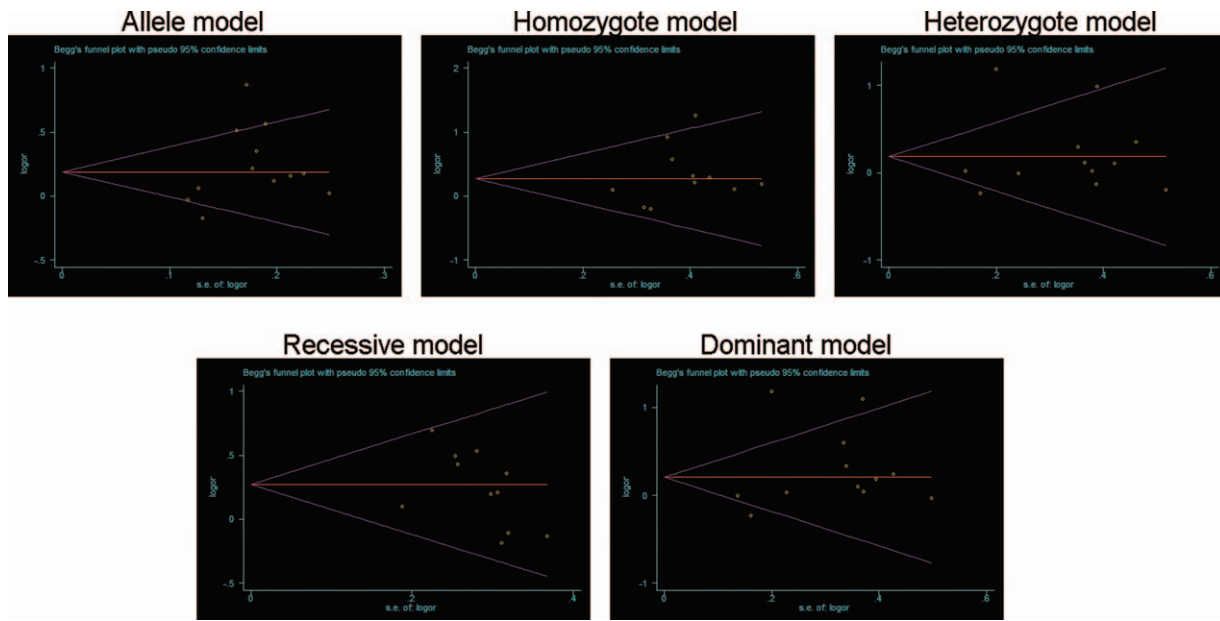 Allele model
Begg's funnel plot with pseudo 95% confidence limits
logor
1
.5
0
-.5
0 .1 .2 .3
s.e. of: logor
Homozygote model
Begg's funnel plot with pseudo 95% confidence limits
logor
2
1
0
-1
0 .2 .4 .6
s.e. of: logor
Heterozygote model
Begg's funnel plot with pseudo 95% confidence limits
logor
1
0
-1
0 .2 .4 .6
s.e. of: logor
Recessive model
Begg's funnel plot with pseudo 95% confidence limits
logor
1
.5
0
-.5
0 .2 .4
s.e. of: logor
Dominant model
Begg's funnel plot with pseudo 95% confidence limits
logor
1
0
-1
0 .2 .4 .6
s.e. of: logor